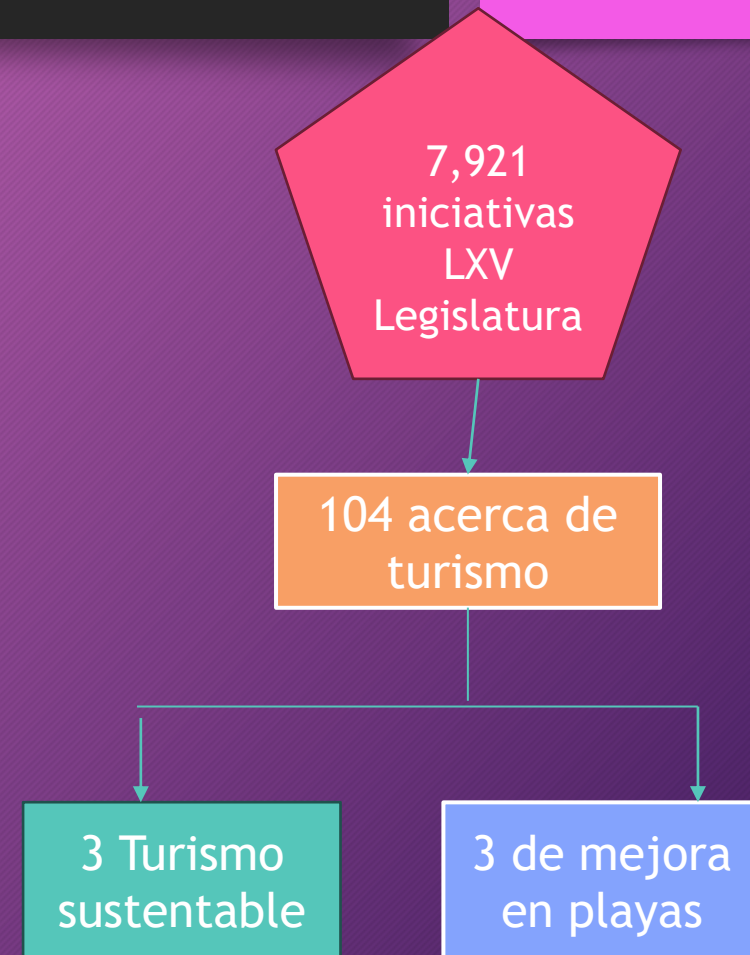 7,921
iniciativas
LXV
Legislatura
104 acerca de
turismo
3 Turismo
sustentable
3 de mejora
en playas